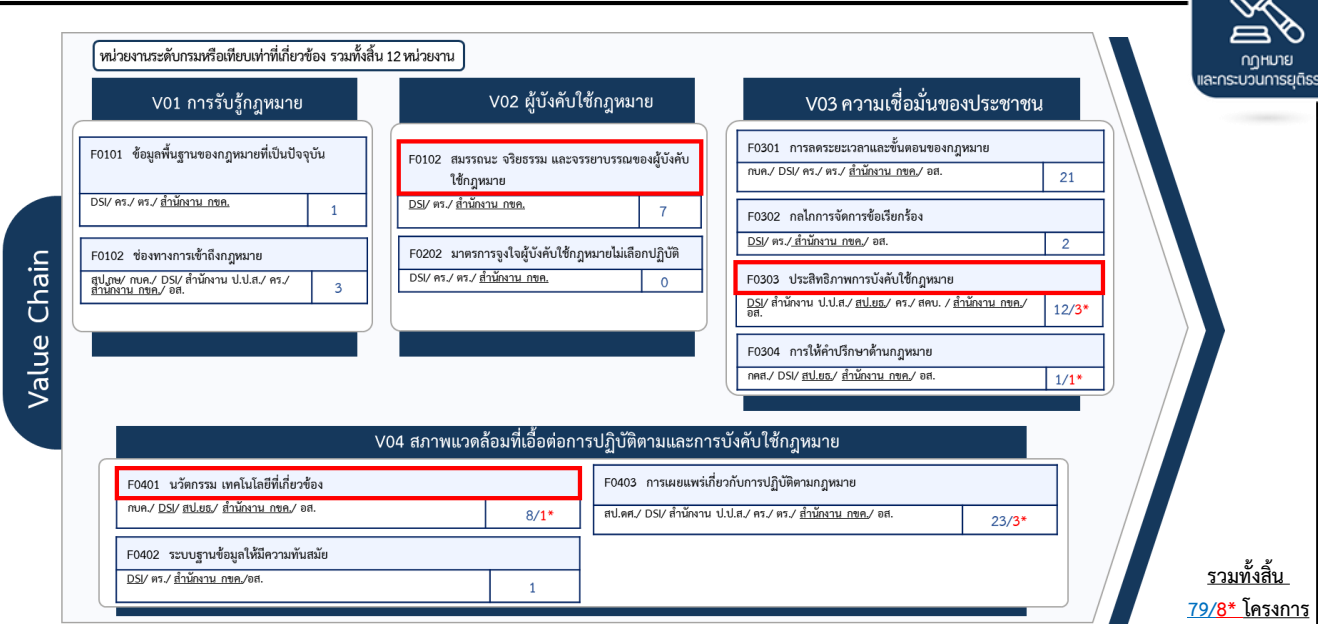 กฎหมาย
และกระบวนการยุติธร
หน่วยงานระดับกรมหรือเทียบเท่าที่เกี่ยวข้อง รวมทั้งสิ้น 12 หน่วยงาน
Value Chain
V01 การรับรู้กฎหมาย
F0101 ข้อมูลพื้นฐานของกฎหมายที่เป็นปัจจุบัน
DSI/ คร./ ตร./ สำนักงาน กขค.
1
F0102 ช่องทางการเข้าถึงกฎหมาย
สป.กษ/ กบค./ DSI/ สำนักงาน ป.ป.ส./ คร./
สำนักงาน กขค./ อส.
3
V02 ผู้บังคับใช้กฎหมาย
F0102 สมรรถนะ จริยธรรม และจรรยาบรรณของผู้บังคับ
ใช้กฎหมาย
DSI/ ตร./ สำนักงาน กขค.
7
F0202 มาตรการจูงใจผู้บังคับใช้กฎหมายไม่เลือกปฏิบัติ
DSI/ คร./ ตร./ สำนักงาน กขค.
0
V03 ความเชื่อมั่นของประชาชน
F0301 การลดระยะเวลาและขั้นตอนของกฎหมาย
กบค./ DSI/ คร./ ตร./ สำนักงาน กขค./ อส.
21
F0302 กลไกการจัดการข้อเรียกร้อง
DSI/ ตร./ สำนักงาน กขค./ อส.
2
F0303 ประสิทธิภาพการบังคับใช้กฎหมาย
DSI/ สำนักงาน ป.ป.ส./ สป.ยธ./ คร./ สคบ. / สำนักงาน กขค./
อส.
12/3*
F0304 การให้คำปรึกษาด้านกฎหมาย
กคส./ DSI/ สป.ยธ./ สำนักงาน กขค./ อส.
1/1*
V04 สภาพแวดล้อมที่เอื้อต่อการปฏิบัติตามและการบังคับใช้กฎหมาย
F0401 นวัตกรรม เทคโนโลยีที่เกี่ยวข้อง
กบค./ DSI/ สป.ยธ./ สำนักงาน กขค./ อส.
8/1*
F0402 ระบบฐานข้อมูลให้มีความทันสมัย
DSI/ ตร./ สำนักงาน กขค./อส.
1
F0403 การเผยแพร่เกี่ยวกับการปฏิบัติตามกฎหมาย
สป.ดศ./ DSI/ สำนักงาน ป.ป.ส./ คร./ ตร./ สำนักงาน กขค./ อส.
23/3*
รวมทั้งสิ้น
79/8* โครงการ